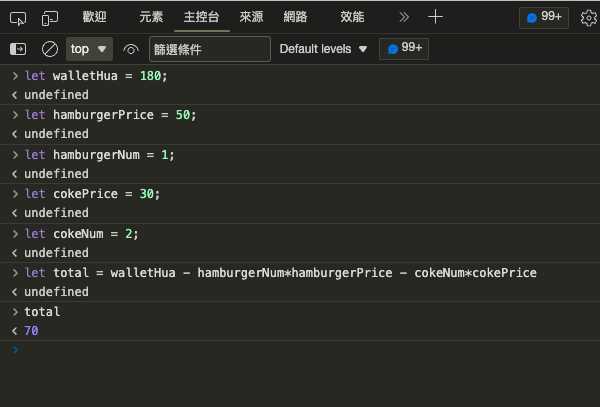 歡迎 元素 主控台 來源 網路 效能 99+
top 篩選條件 Default levels 99+
let walletHua = 180;
undefined
let hamburgerPrice = 50;
undefined
let hamburgerNum = 1;
undefined
let cokePrice = 30;
undefined
let cokeNum = 2;
undefined
let total = walletHua - hamburgerNum*hamburgerPrice - cokeNum*cokePrice
undefined
total
70